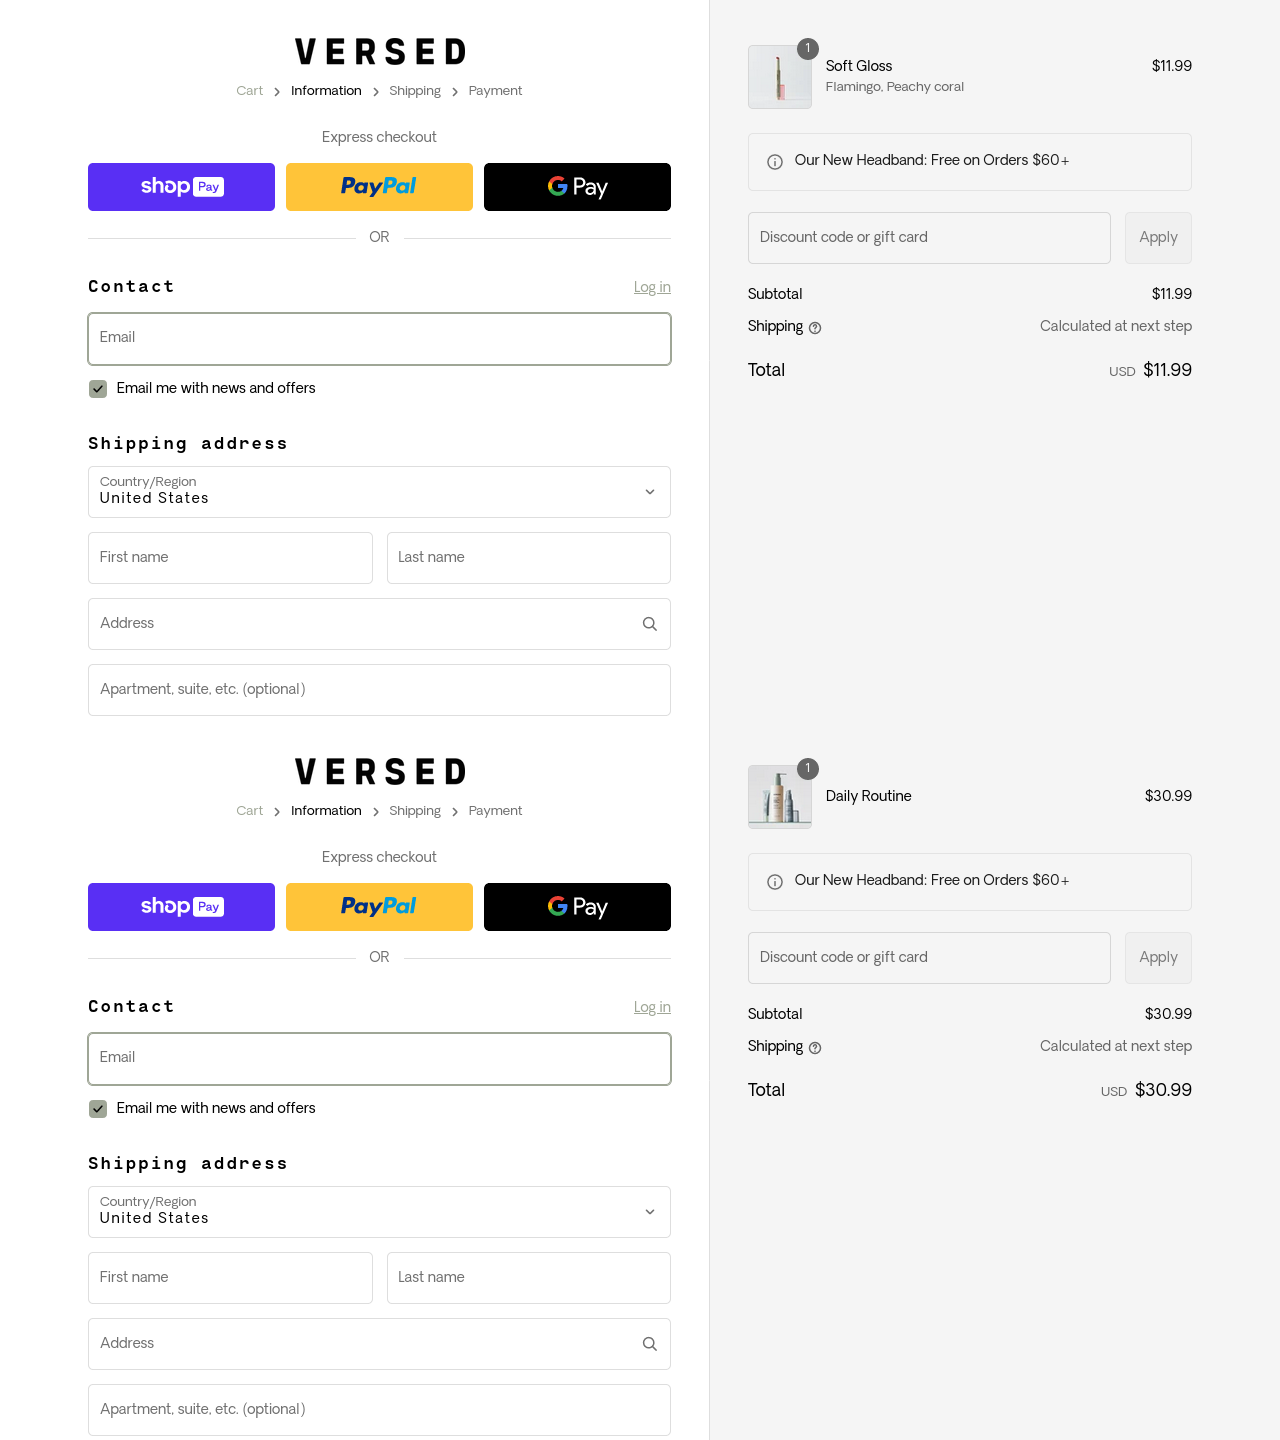 VERSED
Cart > Information > Shipping > Payment
Express checkout
shop Pay
PayPal
G Pay
OR
Contact
Log in
Email
Email me with news and offers
Shipping address
Country/Region
United States
First name
Last name
Address
Apartment, suite, etc. (optional)
1
Soft Gloss
$11.99
Flamingo, Peachy coral
Our New Headband: Free on Orders $60+
Discount code or gift card
Apply
Subtotal
$11.99
Shipping
Calculated at next step
Total
USD $11.99
VERSED
Cart > Information > Shipping > Payment
Express checkout
shop Pay
PayPal
G Pay
OR
Contact
Log in
Email
Email me with news and offers
Shipping address
Country/Region
United States
First name
Last name
Address
Apartment, suite, etc. (optional)
1
Daily Routine
$30.99
Our New Headband: Free on Orders $60+
Discount code or gift card
Apply
Subtotal
$30.99
Shipping
Calculated at next step
Total
USD $30.99